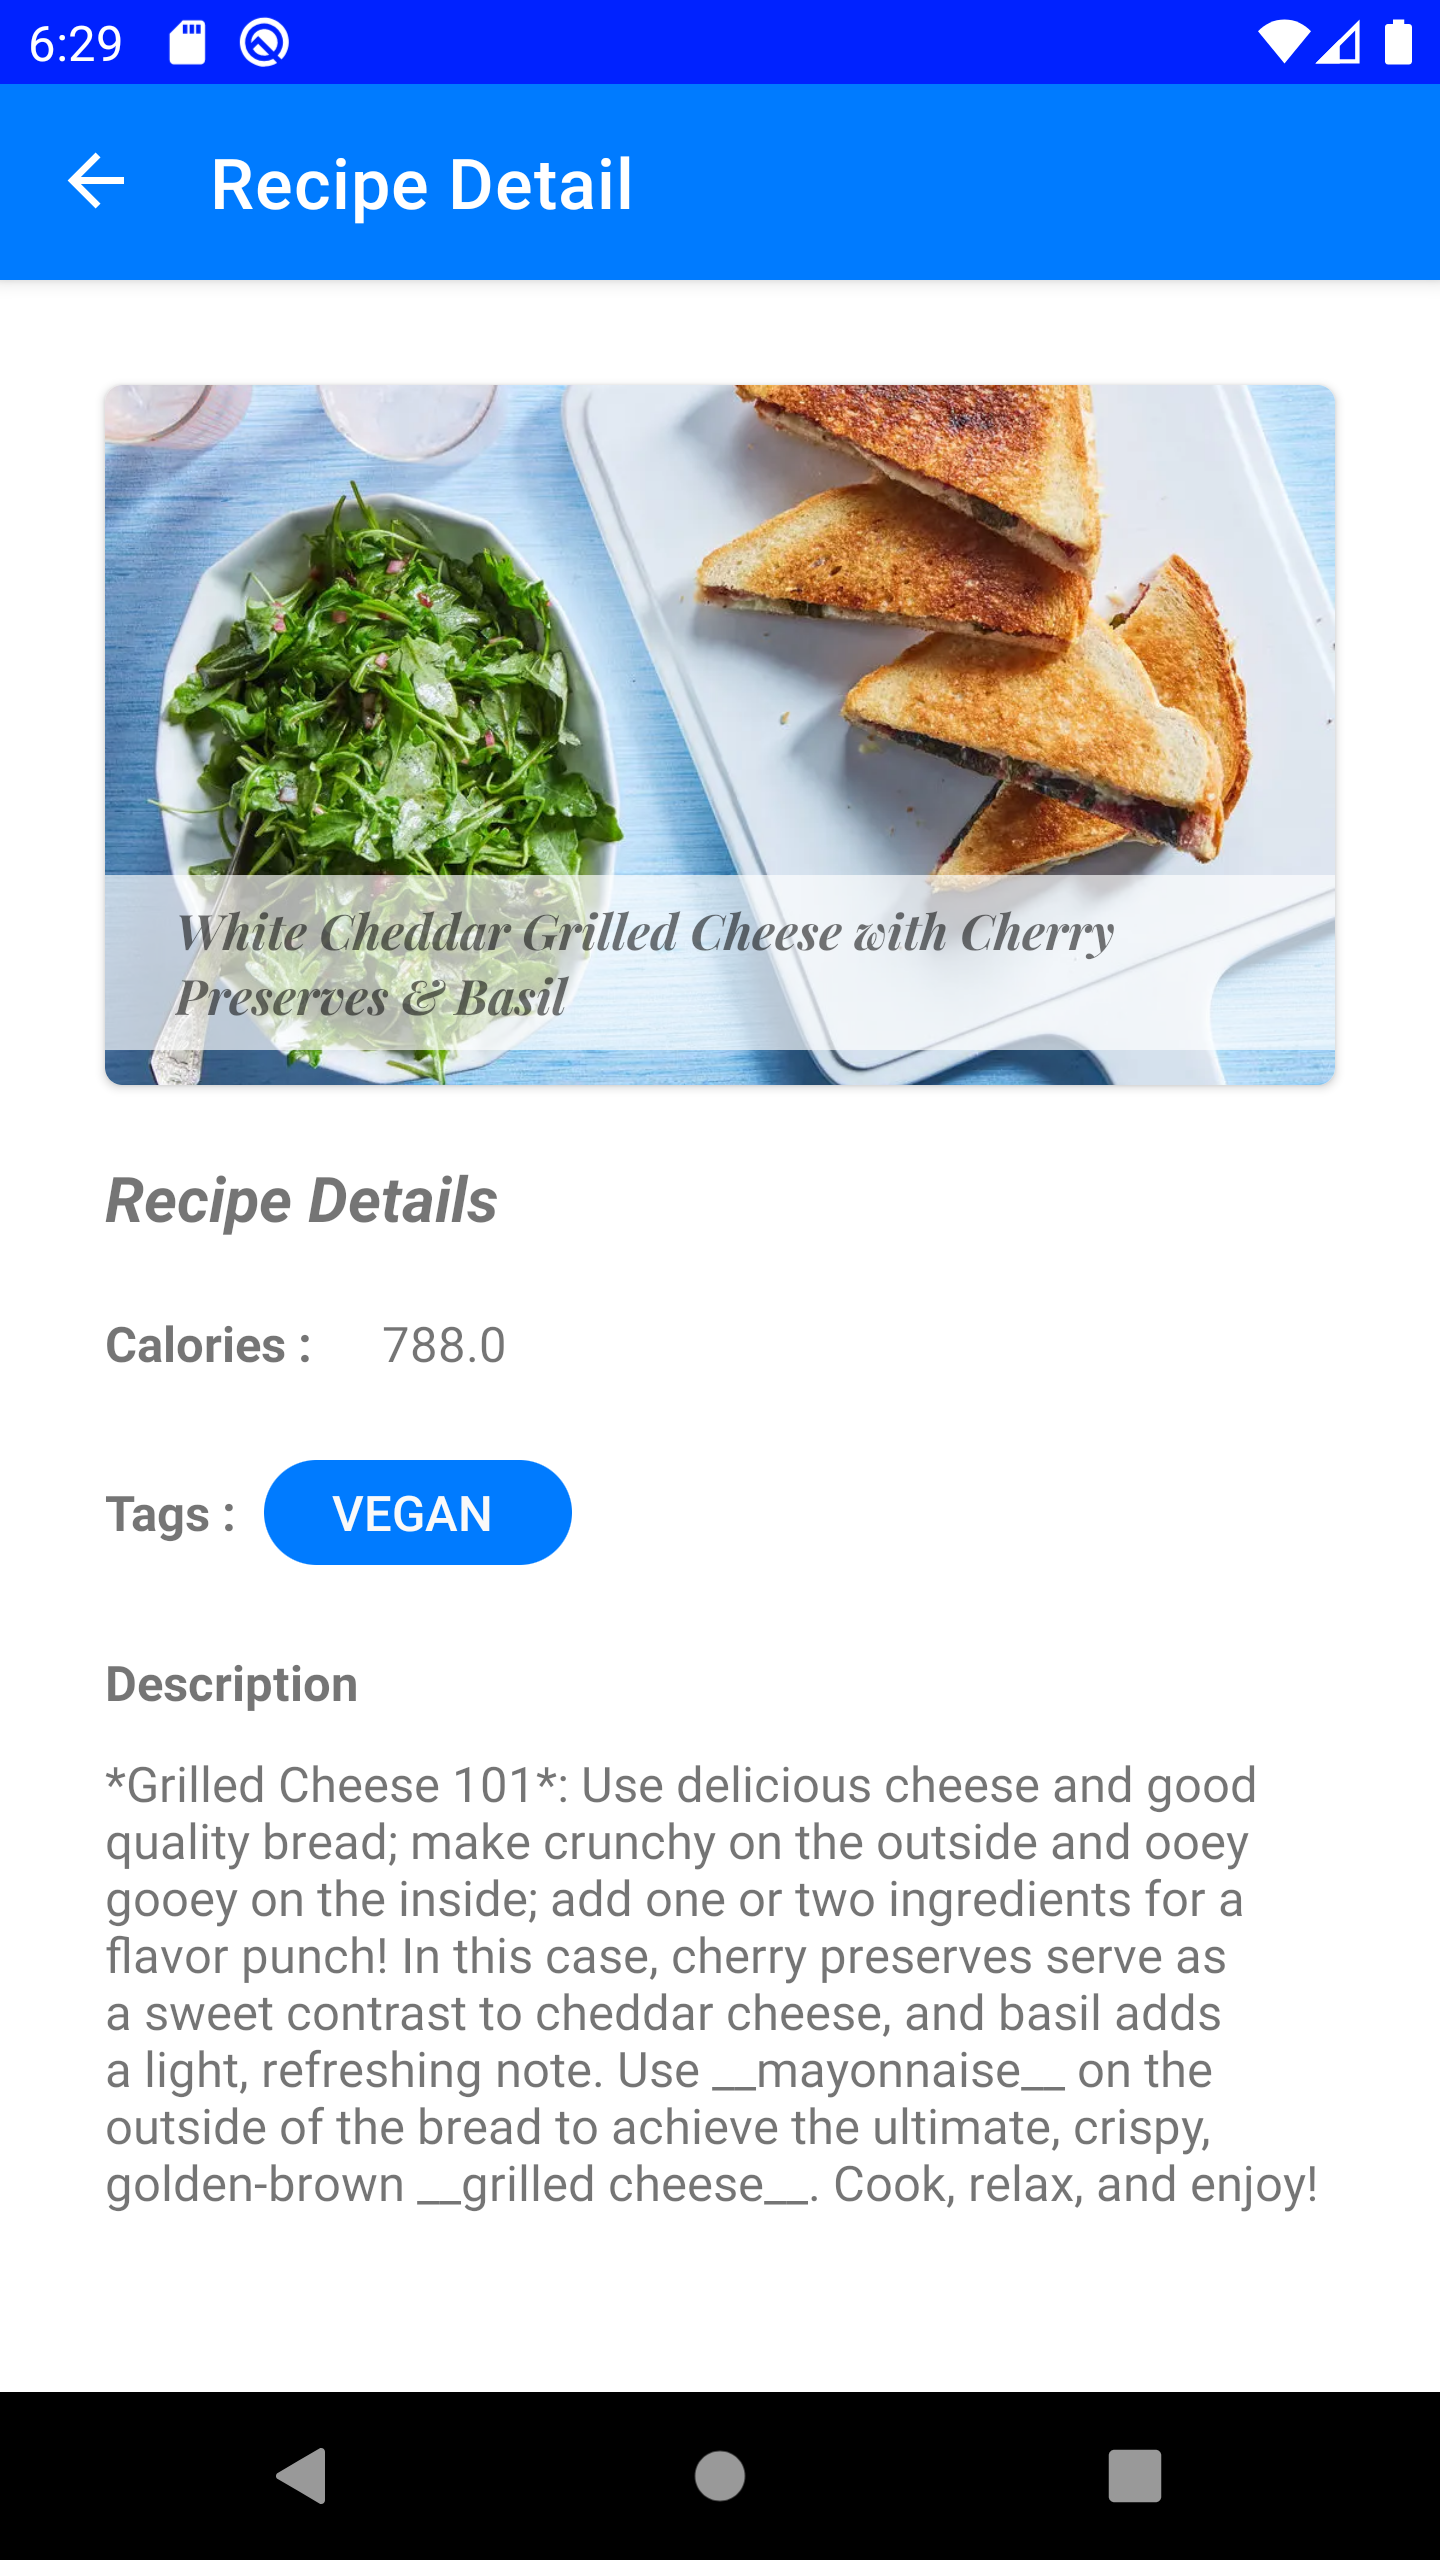 6:29
Recipe Detail
White Cheddar Grilled Cheese with Cherry
Preserves & Basil
Recipe Details
Calories : 788.0
Tags : VEGAN
Description
*Grilled Cheese 101*: Use delicious cheese and good
quality bread; make crunchy on the outside and ooey
gooey on the inside; add one or two ingredients for a
flavor punch! In this case, cherry preserves serve as
a sweet contrast to cheddar cheese, and basil adds
a light, refreshing note. Use __mayonnaise__ on the
outside of the bread to achieve the ultimate, crispy,
golden-brown __grilled cheese__. Cook, relax, and enjoy!